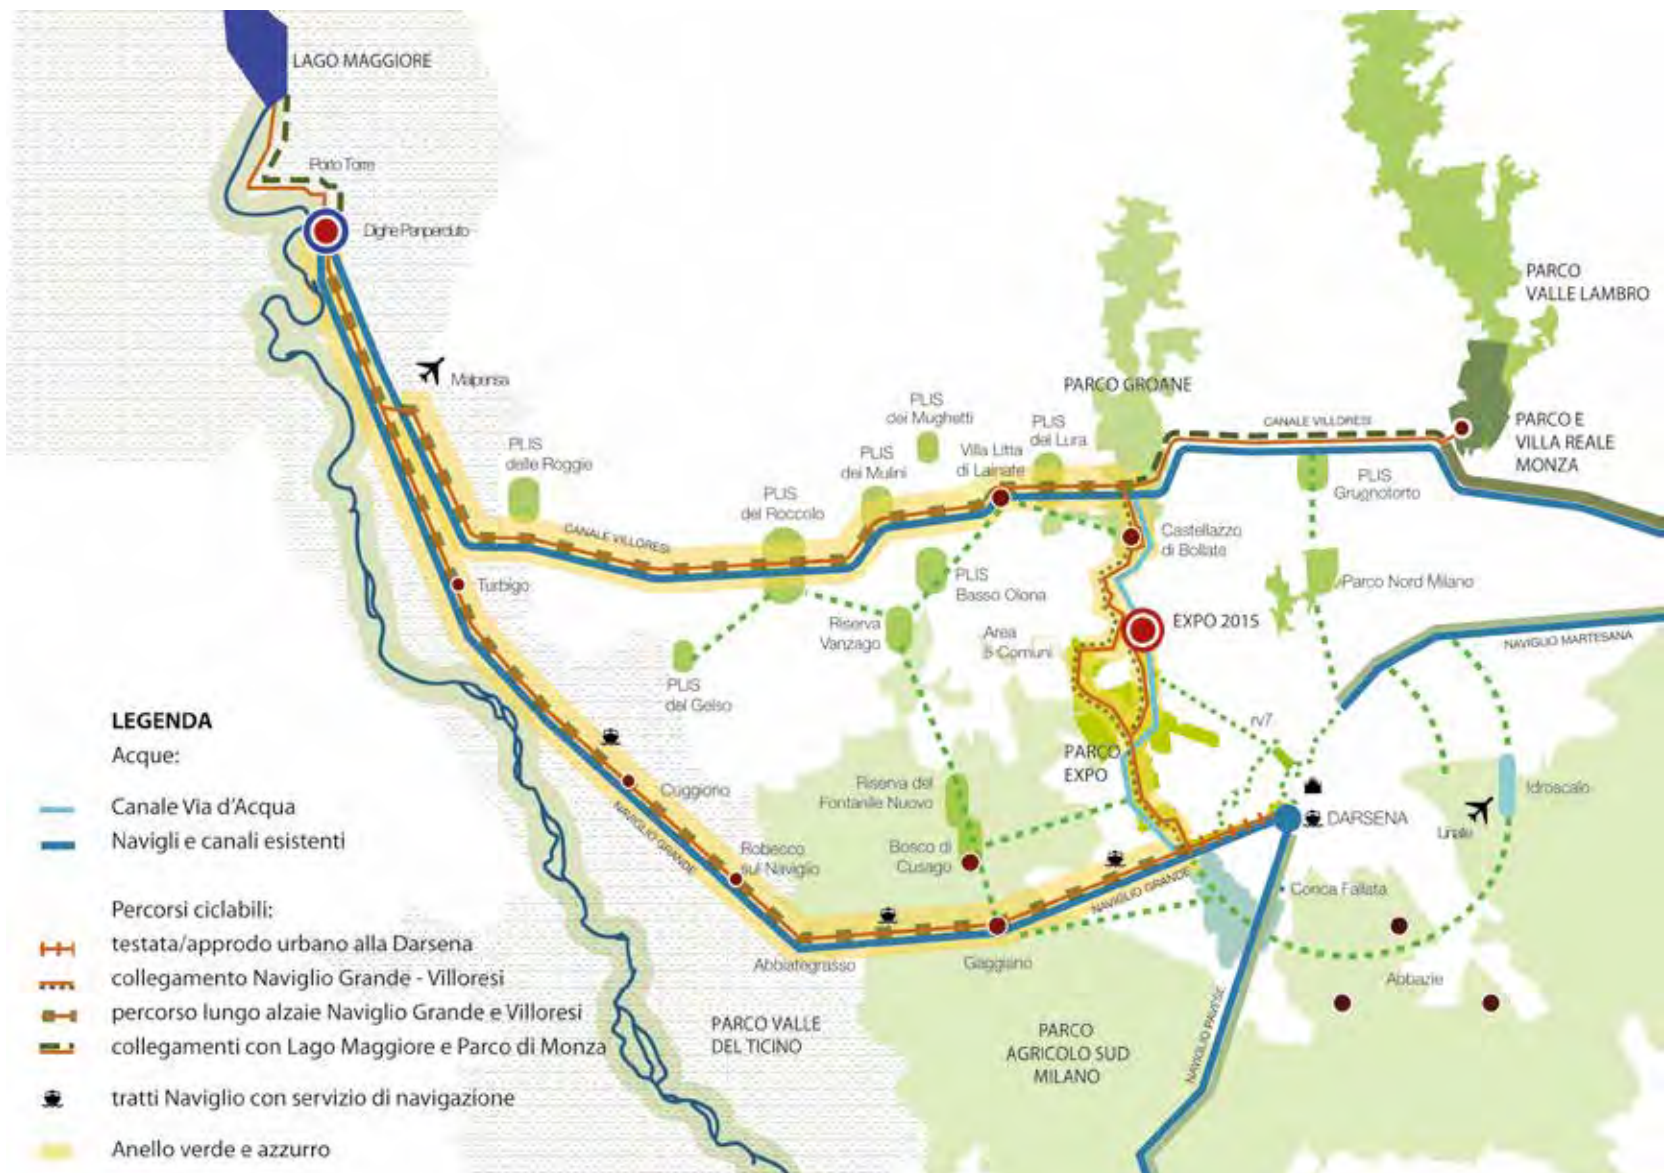 LAGO MAGGIORE
Porto Torre
Dighe Panperduto
Malpensa
PARCO
VALLE LAMBRO
PARCO GROANE
PLIS
dei Mughetti
PLIS
del Lura
CANALE VILLORESI
PARCO E
VILLA REALE
MONZA
PLIS
delle Roggie
PLIS
dei Mulini
Villa Litta
di Lainate
PLIS
Grugnotorto
PLIS
del Roccolo
CANALE VILLORESI
Castellazzo
di Bollate
Turbigo
PLIS
Basso Olona
Parco Nord Milano
Riserva
Vanzago
Area
5 Comuni
EXPO 2015
NAVIGLIO MARTESANA
PLIS
del Gelso
rv7
PARCO
EXPO
Cuggiono
Riserva del
Fontanile Nuovo
Idroscalo
DARSENA
Linate
NAVIGLIO GRANDE
Robecco
sul Naviglio
Bosco di
Cusago
NAVIGLIO GRANDE
Conca Fallata
Abbiategrasso
Gaggiano
Abbazie
PARCO VALLE
DEL TICINO
PARCO
AGRICOLO SUD
MILANO
NAVIGLIO PAVESE
LEGENDA
Acque:
Canale Via d'Acqua
Navigli e canali esistenti
Percorsi ciclabili:
testata/approdo urbano alla Darsena
collegamento Naviglio Grande - Villoresi
percorso lungo alzaie Naviglio Grande e Villoresi
collegamenti con Lago Maggiore e Parco di Monza
tratti Naviglio con servizio di navigazione
Anello verde e azzurro